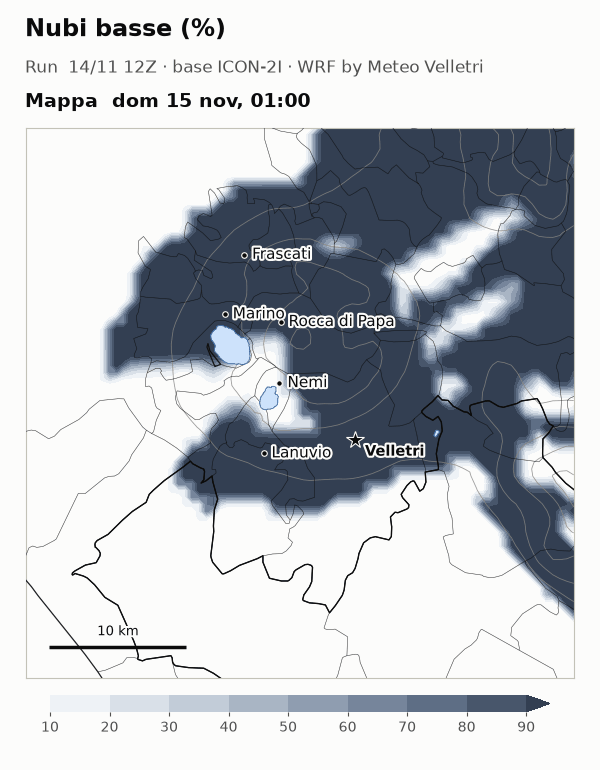 Nubi basse (%)
Run  14/11 12Z · base ICON-2I · WRF by Meteo Velletri
Mappa  dom 15 nov, 01:00
Frascati
Marino
Rocca di Papa
Nemi
Velletri
Lanuvio
10 km
10 20 30 40 50 60 70 80 90